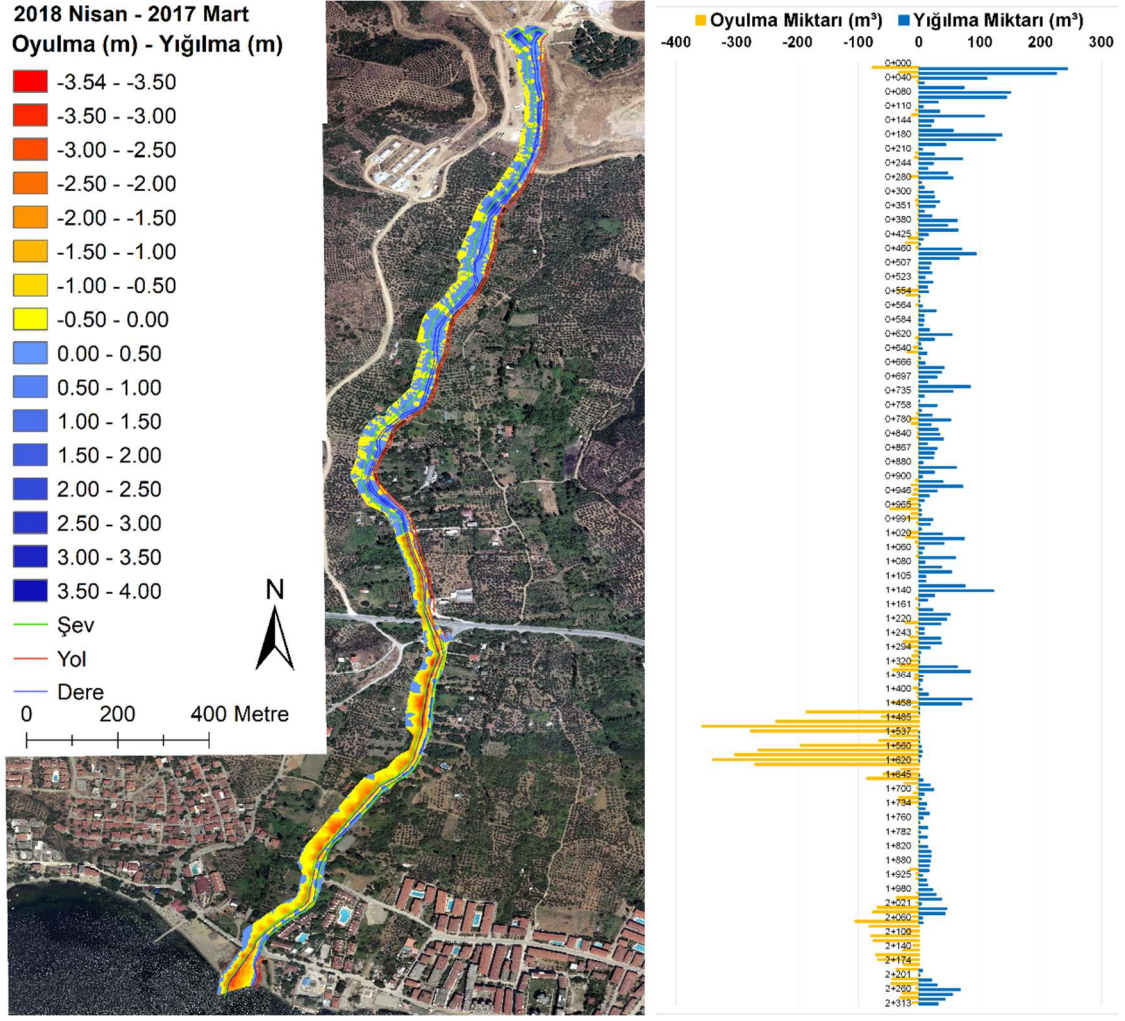 2018 Nisan - 2017 Mart
Oyulma (m) - Yığılma (m)
-3.54 - -3.50
-3.50 - -3.00
-3.00 - -2.50
-2.50 - -2.00
-2.00 - -1.50
-1.50 - -1.00
-1.00 - -0.50
-0.50 - 0.00
0.00 - 0.50
0.50 - 1.00
1.00 - 1.50
1.50 - 2.00
2.00 - 2.50
2.50 - 3.00
3.00 - 3.50
3.50 - 4.00
Şev
Yol
Dere
0 200 400 Metre
N
Oyulma Miktarı (m³) Yığılma Miktarı (m³)
-400 -300 -200 -100 0 100 200 300
0+000
0+040
0+080
0+110
0+144
0+180
0+210
0+244
0+280
0+300
0+351
0+380
0+425
0+460
0+507
0+523
0+554
0+564
0+584
0+620
0+640
0+666
0+697
0+735
0+758
0+780
0+840
0+867
0+880
0+900
0+946
0+965
0+991
1+020
1+060
1+080
1+105
1+140
1+161
1+220
1+243
1+294
1+320
1+364
1+400
1+458
1+485
1+537
1+560
1+620
1+645
1+700
1+734
1+760
1+782
1+820
1+880
1+925
1+980
2+021
2+060
2+100
2+140
2+174
2+201
2+260
2+313